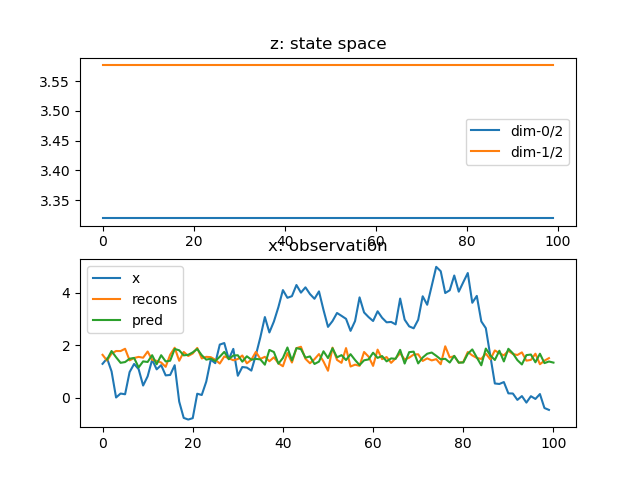 z: state space
3.55
3.50
3.45
3.40
3.35
dim-0/2
dim-1/2
0 20 40 60 80 100
x: observation
4
2
0
x
recons
pred
0 20 40 60 80 100